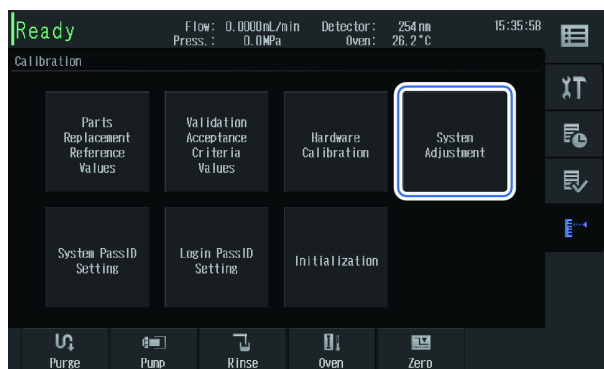 Ready
Flow: 0.0000mL/min Detector: 254 nm 15:35:58
Press.: 0.0MPa Oven: 26.2°C
Calibration
Parts
Replacement
Reference
Values
Validation
Acceptance
Criteria
Values
Hardware
Calibration
System
Adjustment
System PassID
Setting
Login PassID
Setting
Initialization
Purge Pump Rinse Oven Zero